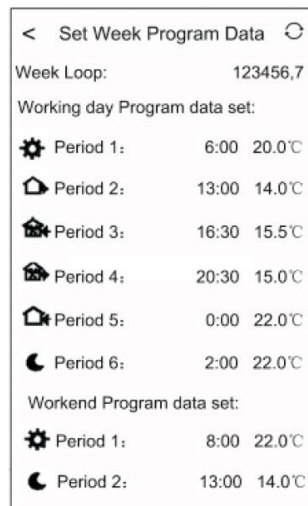 < Set Week Program Data
Week Loop: 123456,7
Working day Program data set:
Period 1: 6:00 20.0℃
Period 2: 13:00 14.0℃
Period 3: 16:30 15.5℃
Period 4: 20:30 15.0℃
Period 5: 0:00 22.0℃
Period 6: 2:00 22.0℃
Workend Program data set:
Period 1: 8:00 22.0℃
Period 2: 13:00 14.0℃